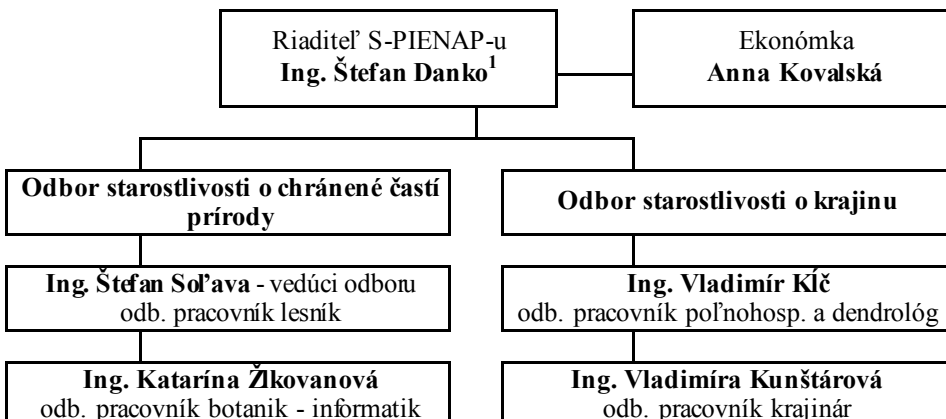 Riaditeľ S-PIENAP-u
Ing. Štefan Danko1
Ekonómka
Anna Kovalská
Odbor starostlivosti o chránené častí
prírody
Odbor starostlivosti o krajinu
Ing. Štefan Soľava - vedúci odboru
odb. pracovník lesník
Ing. Vladimír Kĺč
odb. pracovník poľnohosp. a dendrológ
Ing. Katarína Žlkovanová
odb. pracovník botanik - informatik
Ing. Vladimíra Kunštárová
odb. pracovník krajinár